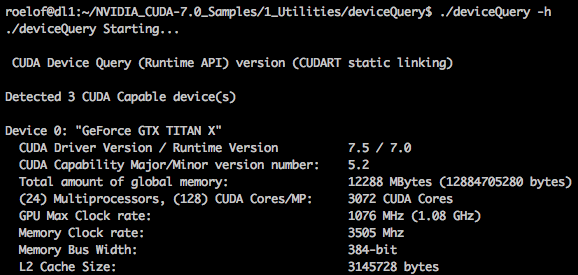 roelof@dl1:~/NVIDIA_CUDA-7.0_Samples/1_Utilities/deviceQuery$ ./deviceQuery -h
./deviceQuery Starting...
CUDA Device Query (Runtime API) version (CUDART static linking)
Detected 3 CUDA Capable device(s)
Device 0: "GeForce GTX TITAN X"
CUDA Driver Version / Runtime Version 7.5 / 7.0
CUDA Capability Major/Minor version number: 5.2
Total amount of global memory: 12288 MBytes (12884705280 bytes)
(24) Multiprocessors, (128) CUDA Cores/MP: 3072 CUDA Cores
GPU Max Clock rate: 1076 MHz (1.08 GHz)
Memory Clock rate: 3505 Mhz
Memory Bus Width: 384-bit
L2 Cache Size: 3145728 bytes